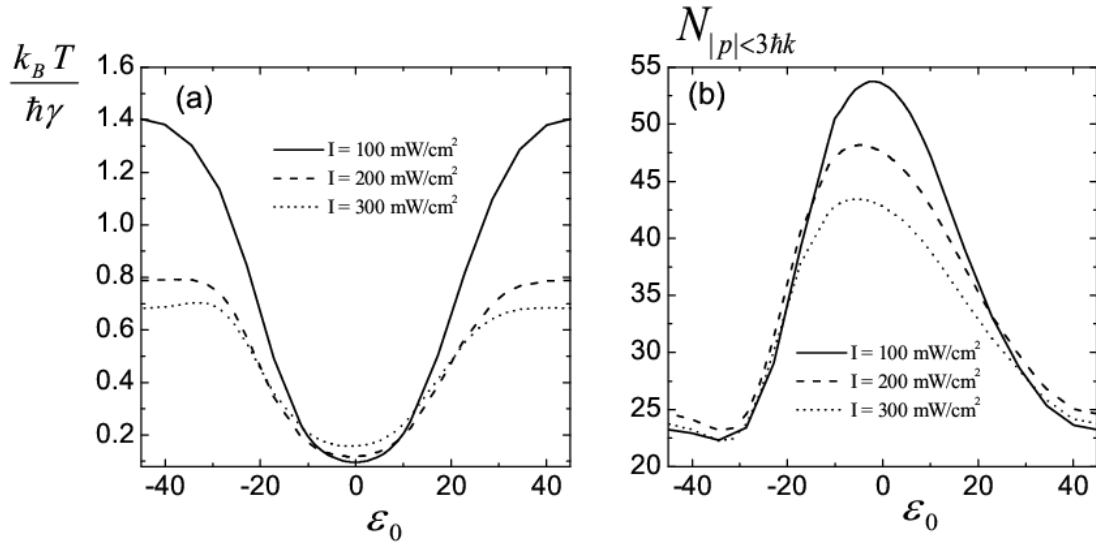 k_B T
ħγ
1.6
1.4
1.2
1.0
0.8
0.6
0.4
0.2
(a)
I = 100 mW/cm²
I = 200 mW/cm²
I = 300 mW/cm²
-40 -20 0 20 40
ε₀
N|p|<3ħk
55
50
45
40
35
30
25
20
(b)
I = 100 mW/cm²
I = 200 mW/cm²
I = 300 mW/cm²
-40 -20 0 20 40
ε₀